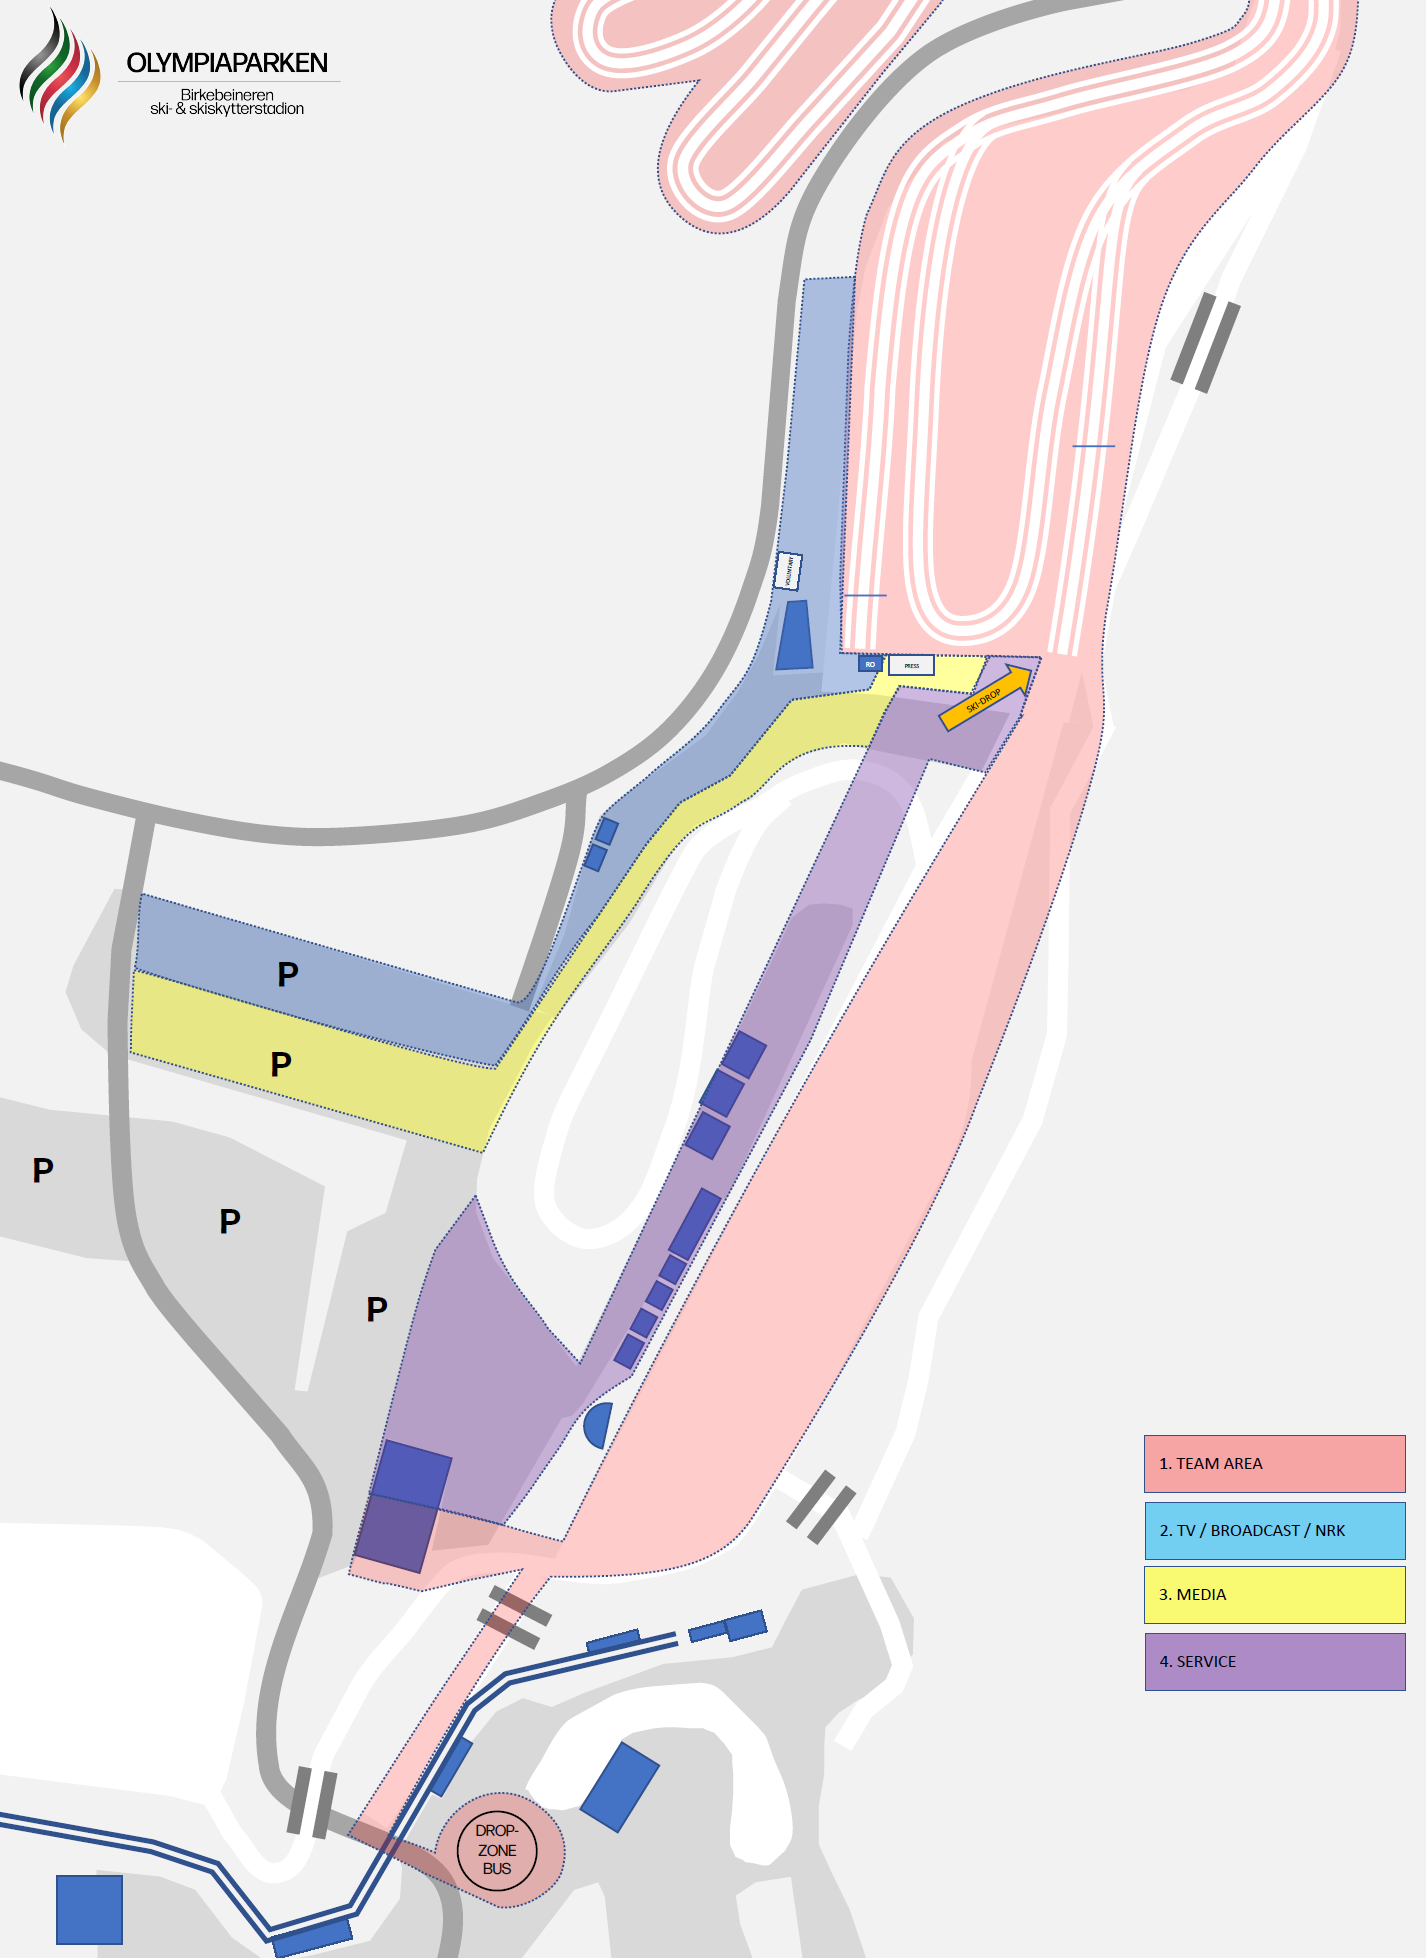 OLYMPIAPARKEN
Birkebeineren
ski- & skiskytterstadion
VOLUNTARY
RO
PRESS
SKI-DROP
P
P
P
P
P
1. TEAM AREA
2. TV / BROADCAST / NRK
3. MEDIA
4. SERVICE
DROP-
ZONE
BUS